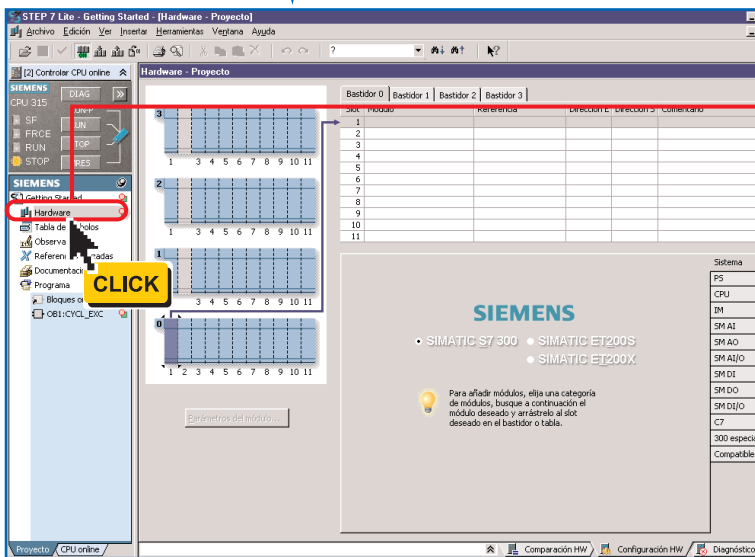 STEP 7 Lite - Getting Started - [Hardware - Proyecto]
Archivo Edición Ver Insertar Herramientas Ventana Ayuda
?
[2] Controlar CPU online
Hardware - Proyecto
SIEMENS
CPU 315
DIAG
RUN-P
SF
RUN
FRCE
RUN
STOP
STOP
MRES
SIEMENS
Getting Started
Hardware
Tabla de
Observa
Documentaci
Programa
Bloques
OB1:CYCL_EXC
CLICK
3
1 3 4 5 6 7 8 9 10 11
2
1 3 4 5 6 7 8 9 10 11
1
3 4 5 6 7 8 9 10 11
0
1 2 3 4 5 6 7 8 9 10 11
Parámetros del módulo...
Bastidor 0 Bastidor 1 Bastidor 2 Bastidor 3
Slot Módulo Referencia Dirección E Dirección S Comentario
1
2
3
4
5
6
7
8
9
10
11
SIEMENS
SIMATIC S7 300 SIMATIC ET200S
SIMATIC ET200X
Para añadir módulos, elija una categoría
de módulos, busque a continuación el
módulo deseado y arrástrelo al slot
deseado en el bastidor o tabla.
Sistema
PS
CPU
IM
SM AI
SM AO
SM AI/O
SM DI
SM DO
SM DI/O
C7
300 especia
Compatible
Proyecto CPU online
Comparación HW Configuración HW Diagnóstico